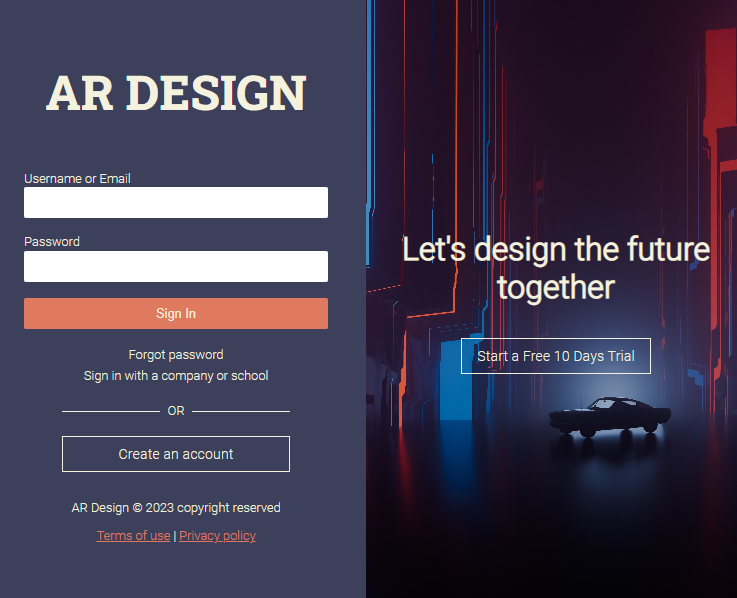 AR DESIGN
Username or Email
Password
Sign In
Forgot password
Sign in with a company or school
OR
Create an account
AR Design © 2023 copyright reserved
Terms of use | Privacy policy
Let's design the future
together
Start a Free 10 Days Trial